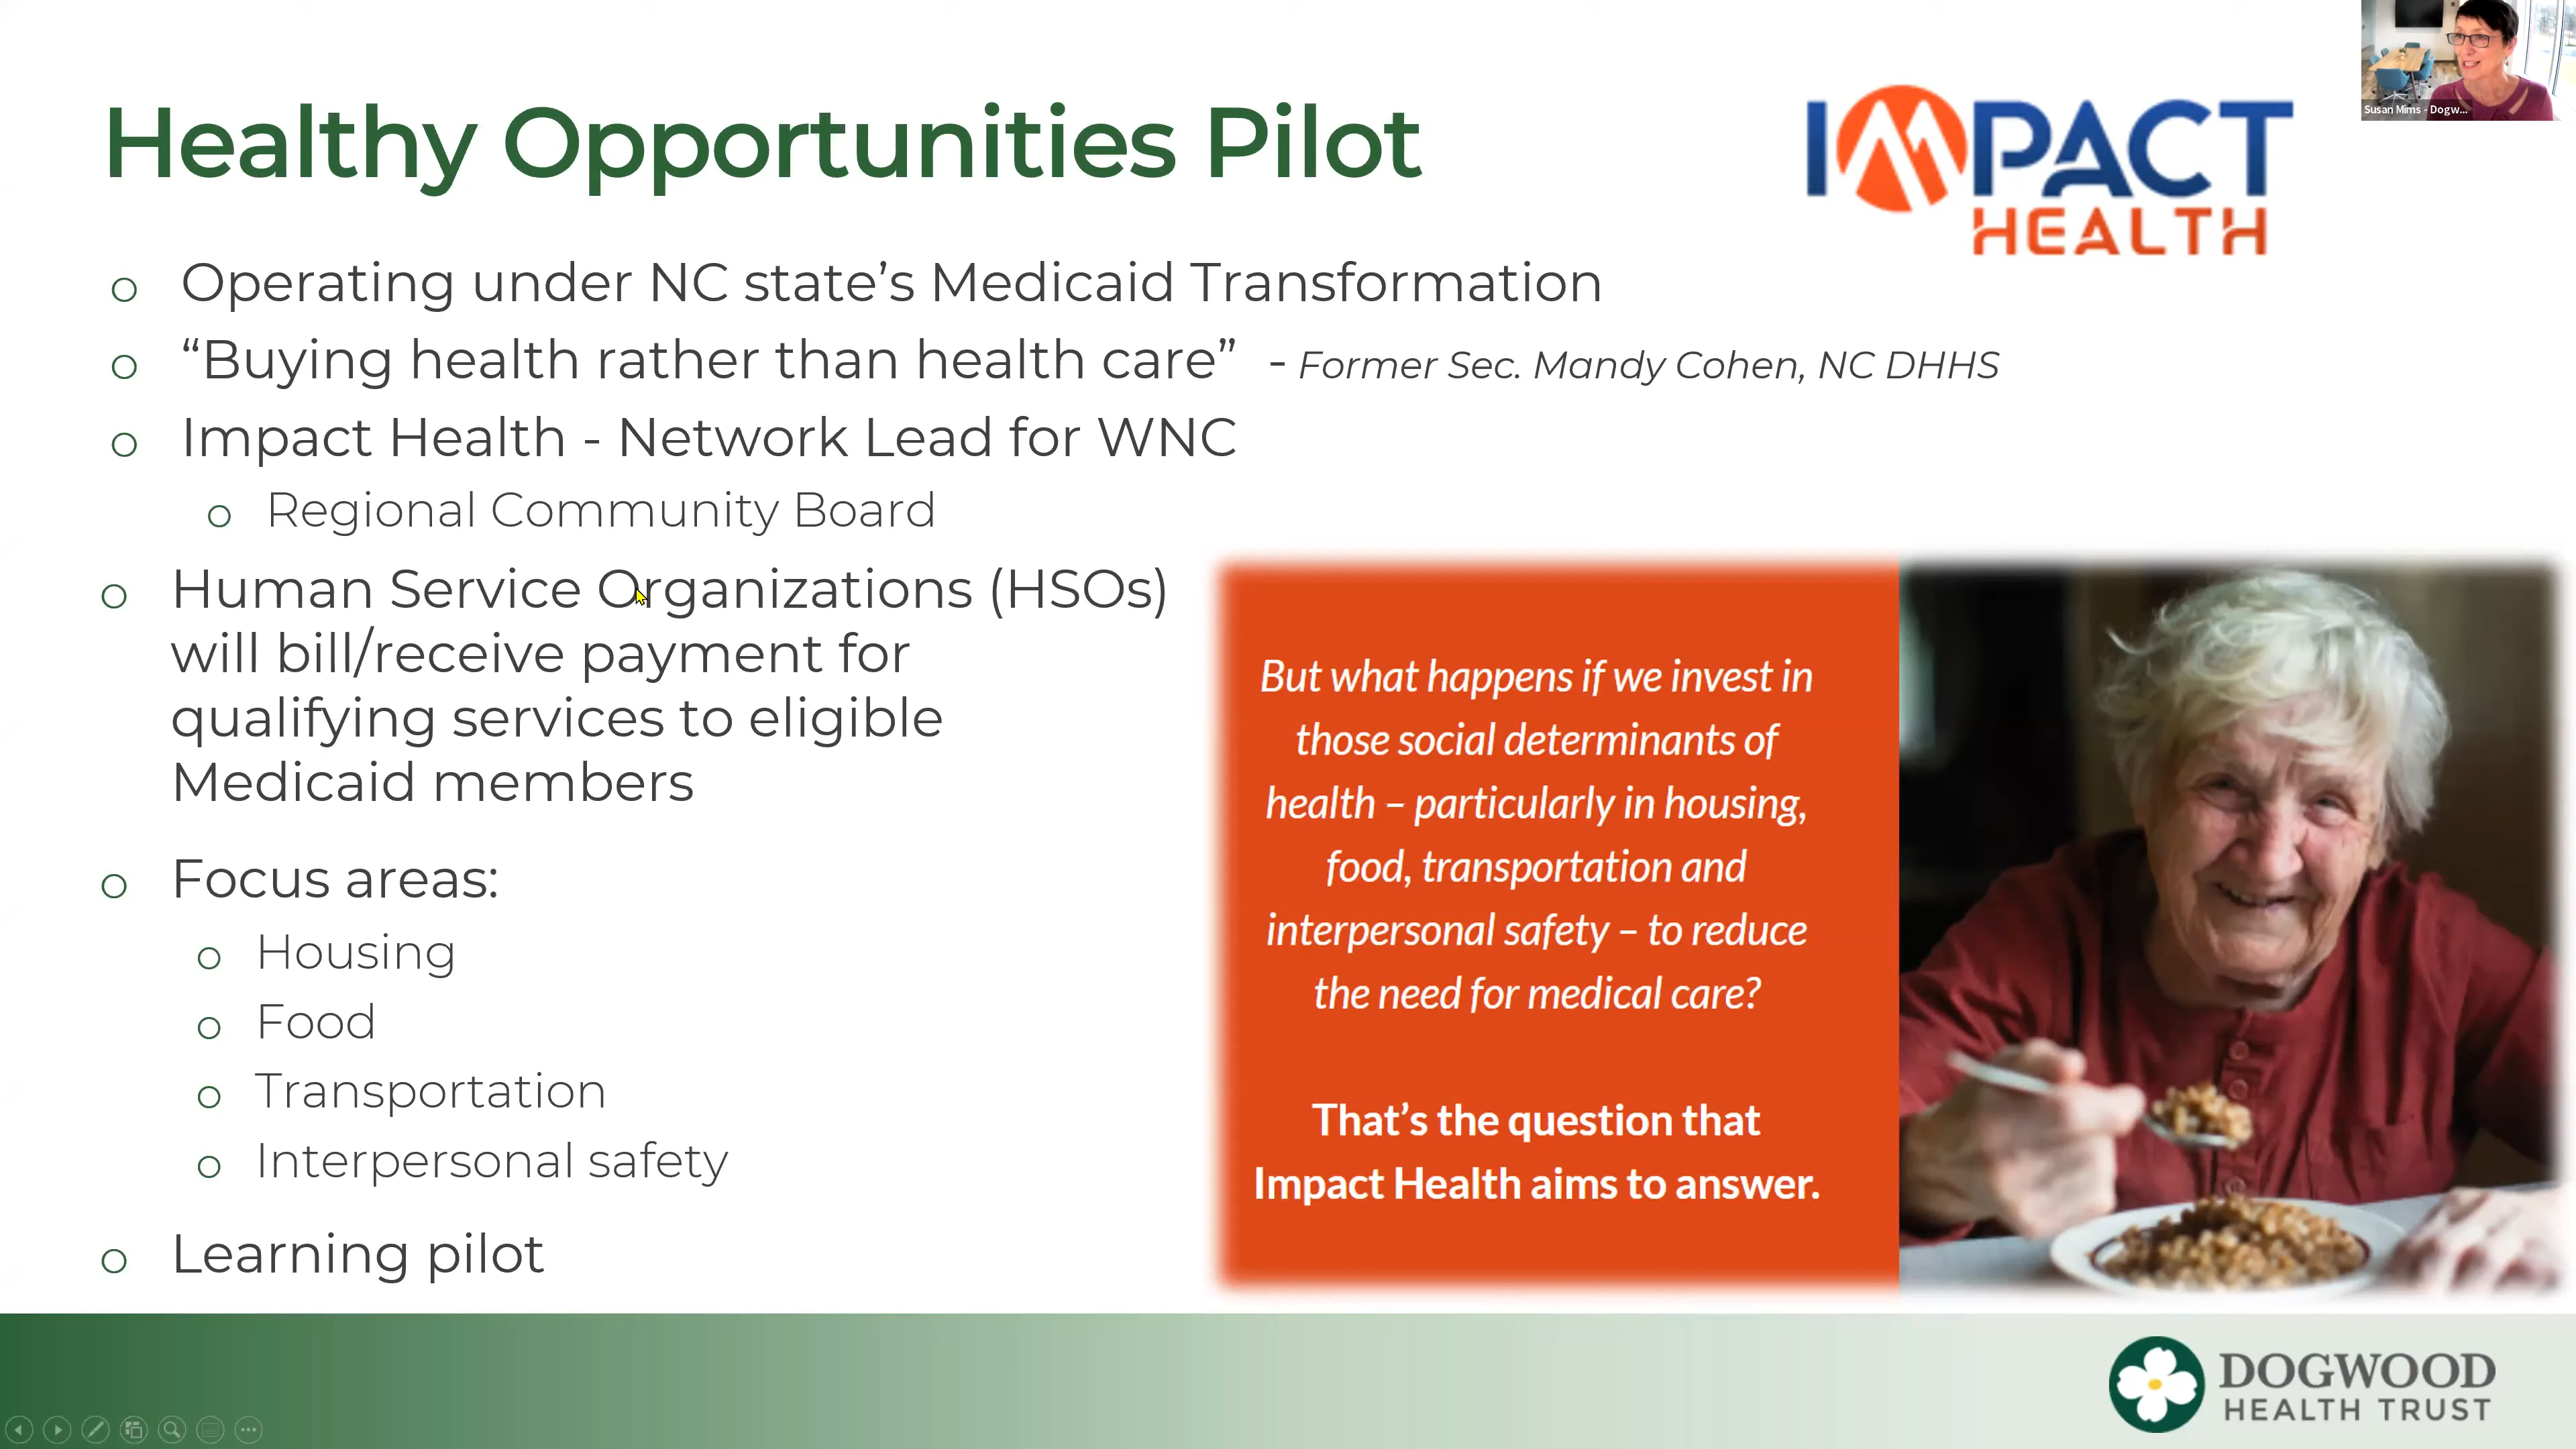 Susan Mims - Dogw...
Healthy Opportunities Pilot
IMPACT
HEALTH
o Operating under NC state’s Medicaid Transformation
o “Buying health rather than health care” - Former Sec. Mandy Cohen, NC DHHS
o Impact Health - Network Lead for WNC
o Regional Community Board
o Human Service Organizations (HSOs)
will bill/receive payment for
qualifying services to eligible
Medicaid members
o Focus areas:
o Housing
o Food
o Transportation
o Interpersonal safety
o Learning pilot
But what happens if we invest in
those social determinants of
health – particularly in housing,
food, transportation and
interpersonal safety – to reduce
the need for medical care?
That’s the question that
Impact Health aims to answer.
DOGWOOD
HEALTH TRUST